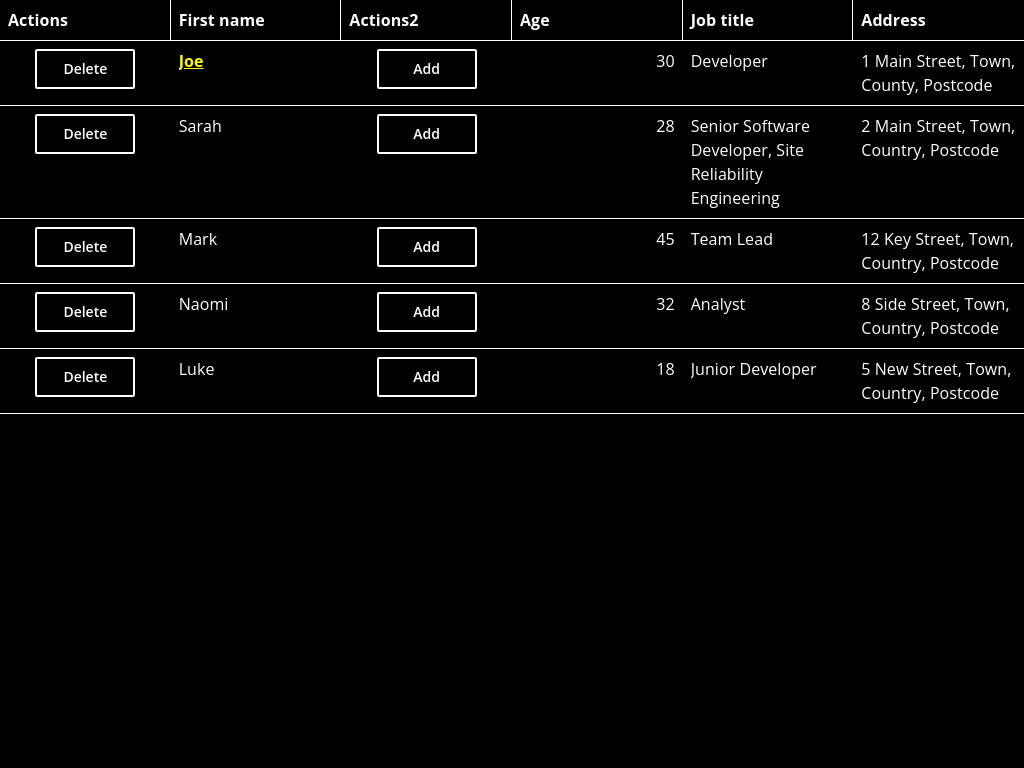 Actions First name Actions2 Age Job title Address
Delete Joe Add 30 Developer 1 Main Street, Town,
County, Postcode
Delete Sarah Add 28 Senior Software 2 Main Street, Town,
Developer, Site Country, Postcode
Reliability
Engineering
Delete Mark Add 45 Team Lead 12 Key Street, Town,
Country, Postcode
Delete Naomi Add 32 Analyst 8 Side Street, Town,
Country, Postcode
Delete Luke Add 18 Junior Developer 5 New Street, Town,
Country, Postcode